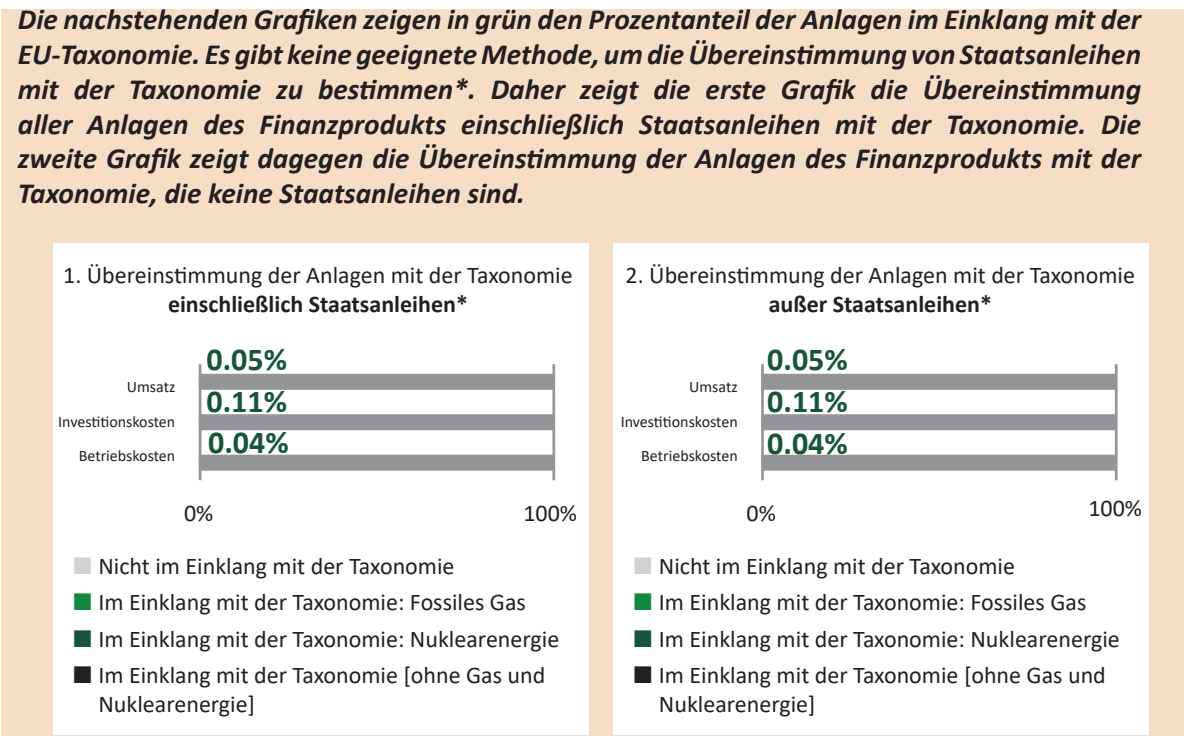 Die nachstehenden Grafiken zeigen in grün den Prozentanteil der Anlagen im Einklang mit der
EU-Taxonomie. Es gibt keine geeignete Methode, um die Übereinstimmung von Staatsanleihen
mit der Taxonomie zu bestimmen*. Daher zeigt die erste Grafik die Übereinstimmung
aller Anlagen des Finanzprodukts einschließlich Staatsanleihen mit der Taxonomie. Die
zweite Grafik zeigt dagegen die Übereinstimmung der Anlagen des Finanzprodukts mit der
Taxonomie, die keine Staatsanleihen sind.
1. Übereinstimmung der Anlagen mit der Taxonomie
einschließlich Staatsanleihen*
0.05%
Umsatz
0.11%
Investitionskosten
0.04%
Betriebskosten
0%
100%
Nicht im Einklang mit der Taxonomie
Im Einklang mit der Taxonomie: Fossiles Gas
Im Einklang mit der Taxonomie: Nuklearenergie
Im Einklang mit der Taxonomie [ohne Gas und
Nuklearenergie]
2. Übereinstimmung der Anlagen mit der Taxonomie
außer Staatsanleihen*
0.05%
Umsatz
0.11%
Investitionskosten
0.04%
Betriebskosten
0%
100%
Nicht im Einklang mit der Taxonomie
Im Einklang mit der Taxonomie: Fossiles Gas
Im Einklang mit der Taxonomie: Nuklearenergie
Im Einklang mit der Taxonomie [ohne Gas und
Nuklearenergie]